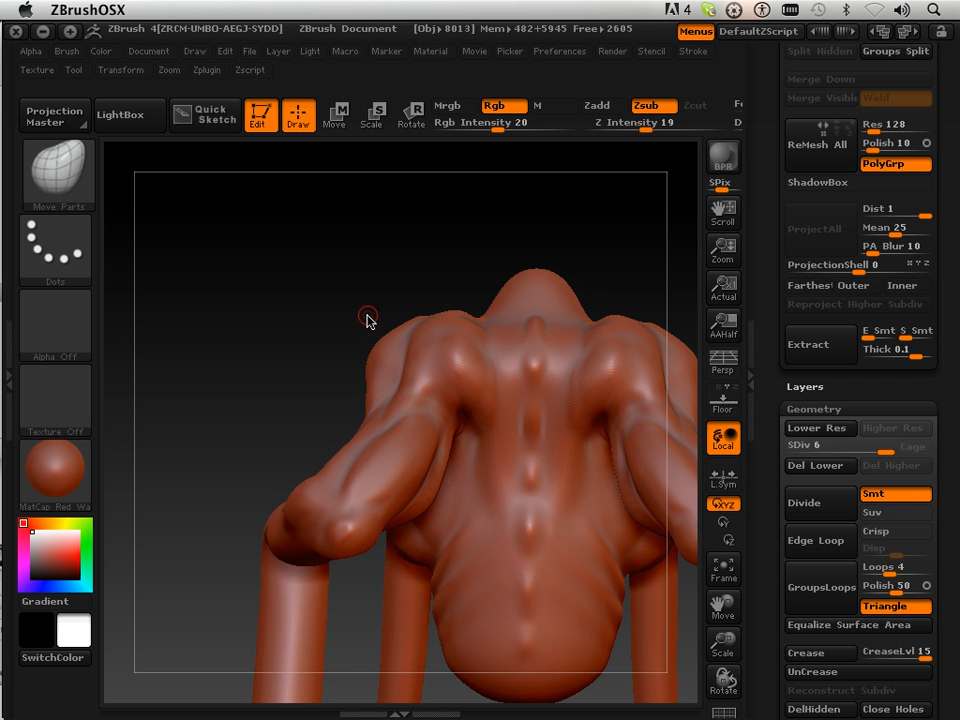 ZBrushOSX
4
ZBrush 4[ZRCM-UMBO-AEGJ-SYDD] ZBrush Document [Obj▸ 8013] Mem▸482+5945 Free▸2605
Menus DefaultZScript
Alpha Brush Color Document Draw Edit File Layer Light Macro Marker Material Movie Picker Preferences Render Stencil Stroke
Texture Tool Transform Zoom Zplugin Zscript
Projection Master
LightBox
Quick Sketch
Edit Draw Move Scale Rotate
Mrgb Rgb M Zadd Zsub Zcut
Rgb Intensity 20 Z Intensity 19
Move Parts
Dots
Alpha Off
Texture Off
MatCap Red Wa
Gradient
SwitchColor
BPR
SPix
Scroll
Zoom
Actual
AAHalf
Persp
Floor
Local
L.Sym
XYZ
Frame
Move
Scale
Rotate
Split Hidden Groups Split
Merge Down
Merge Visible Weld
ReMesh All
Res 128
Polish 10
PolyGrp
ShadowBox
ProjectAll
Dist 1
Mean 25
PA Blur 10
ProjectionShell 0
Farthest Outer Inner
Reproject Higher Subdiv
Extract
E Smt S Smt
Thick 0.1
Layers
Geometry
Lower Res Higher Res
SDiv 6 Cage
Del Lower Del Higher
Divide
Smt
Suv
Edge Loop
Crisp
Disp
GroupsLoops
Loops 4
Polish 50
Triangle
Equalize Surface Area
Crease CreaseLvl 15
UnCrease
Reconstruct Subdiv
DelHidden Close Holes